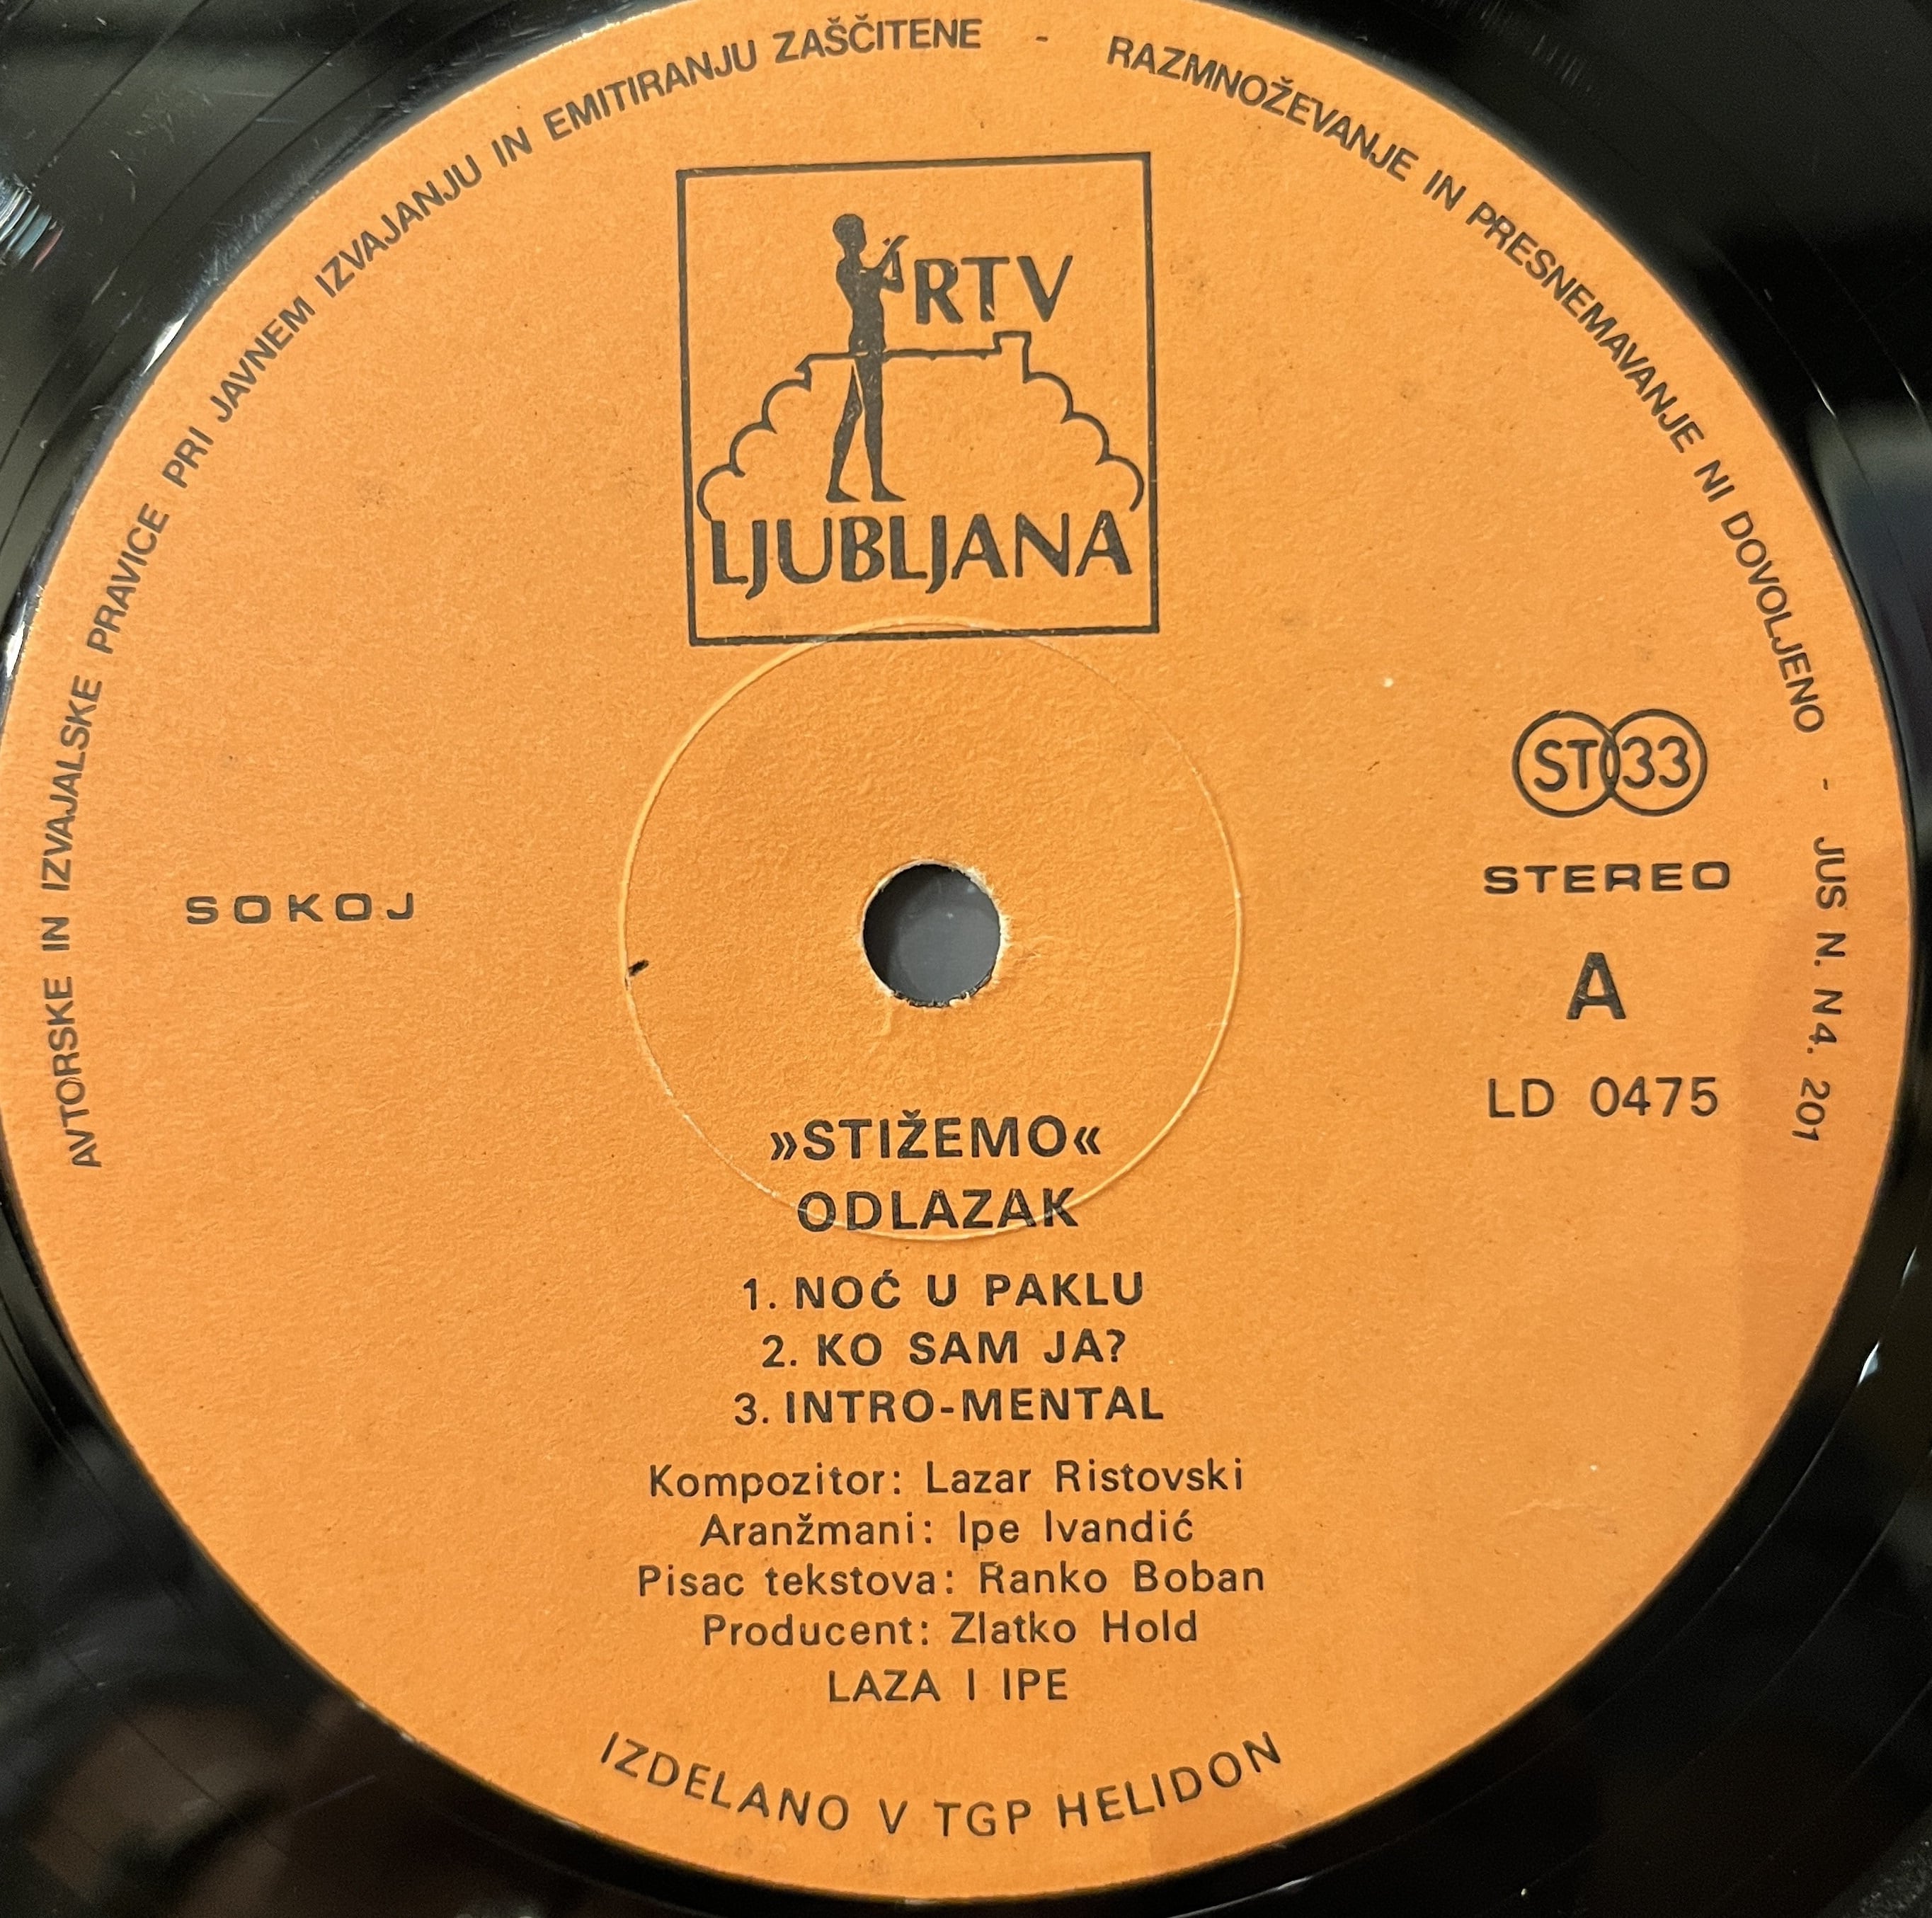 AVTORSKE IN IZVAJALSKE PRAVICE PRI JAVNEM IZVAJANJU IN EMITIRANJU ZAŠČITENE - RAZMNOŽEVANJE IN PRESNEMAVANJE NI DOVOLJENO - JUS N. N4. 201
RTV
LJUBLJANA
ST 33
STEREO
SOKOJ
A
LD 0475
»STIŽEMO«
ODLAZAK
1. NOĆ U PAKLU
2. KO SAM JA?
3. INTRO-MENTAL
Kompozitor: Lazar Ristovski
Aranžmani: Ipe Ivandić
Pisac tekstova: Ranko Boban
Producent: Zlatko Hold
LAZA I IPE
IZDELANO V TGP HELIDON